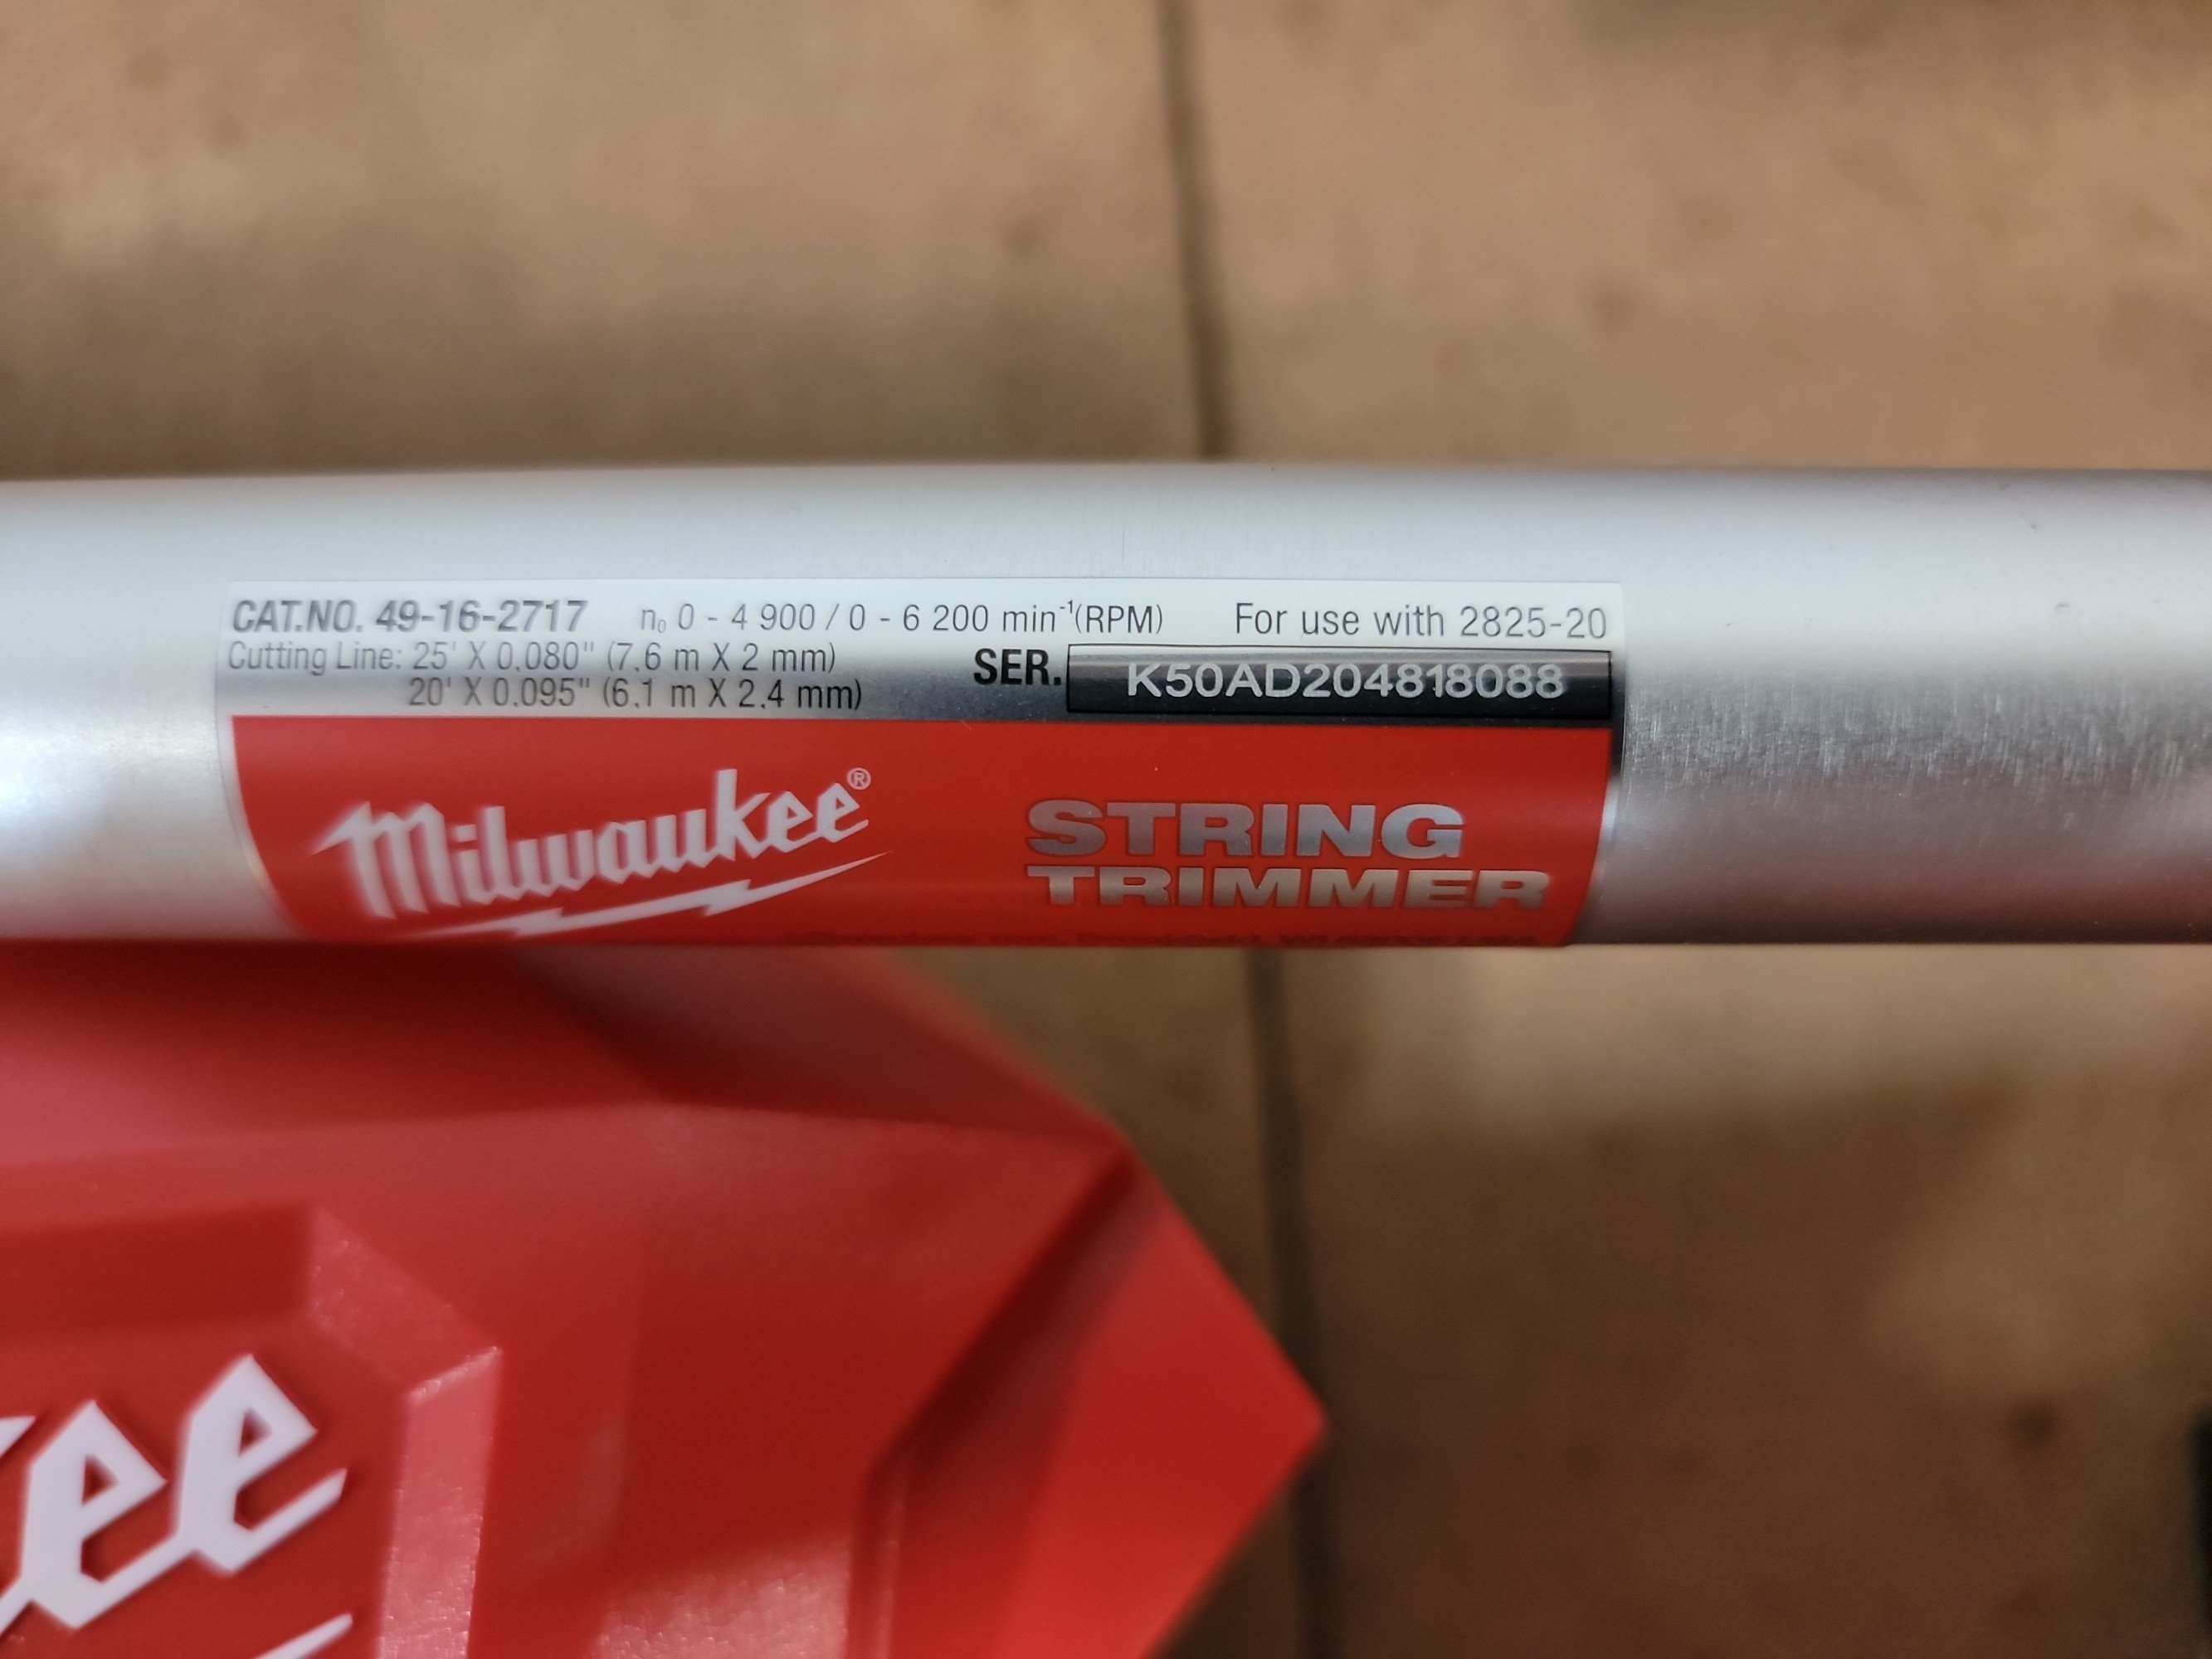 CAT.NO. 49-16-2717 n₀ 0 - 4 900 / 0 - 6 200 min⁻¹(RPM) For use with 2825-20
Cutting Line: 25' X 0.080" (7.6 m X 2 mm)
20' X 0.095" (6.1 m X 2.4 mm)
SER. K50AD204818088
Milwaukee®
STRING
TRIMMER
ee